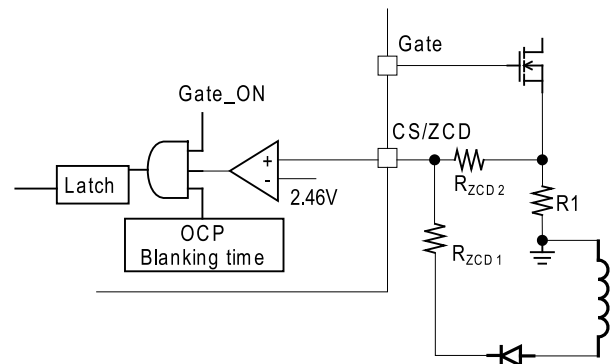 Gate
Gate_ON
CS/ZCD
+
-
2.46V
RZCD2
Latch
R1
OCP
Blanking time
RZCD1